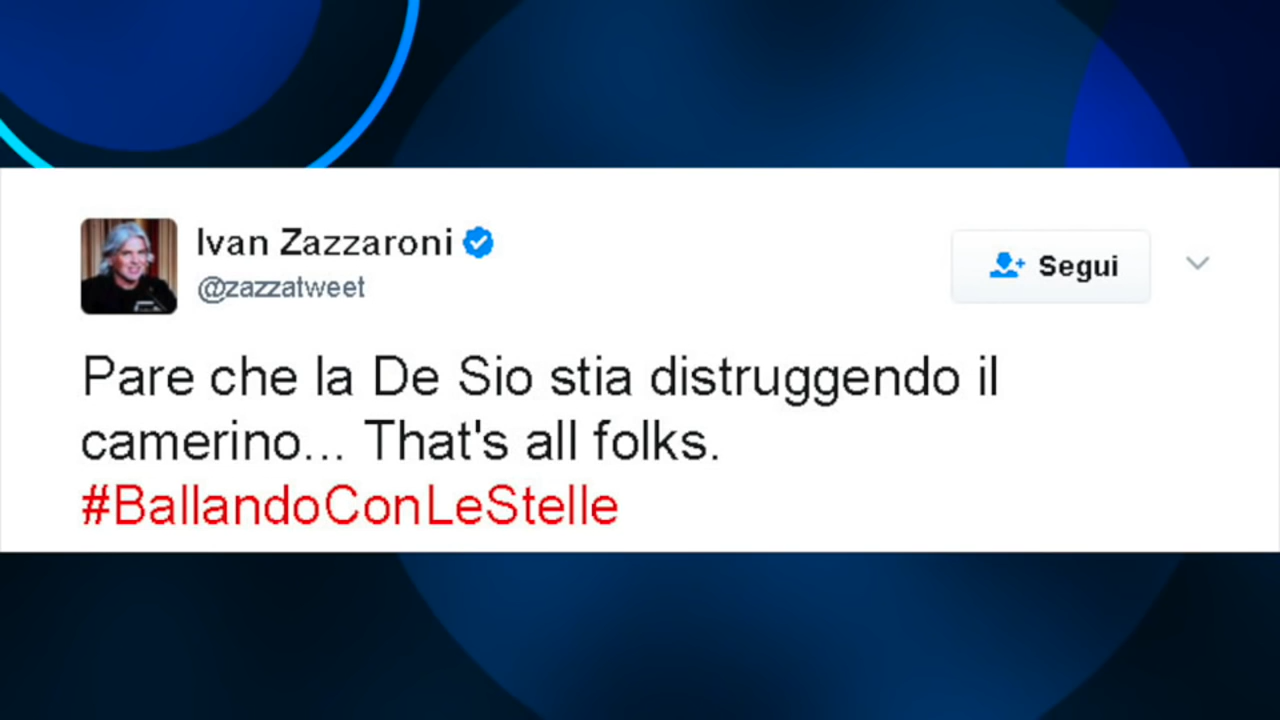 Ivan Zazzaroni
@zazzatweet
Segui
Pare che la De Sio stia distruggendo il
camerino... That's all folks.
#BallandoConLeStelle